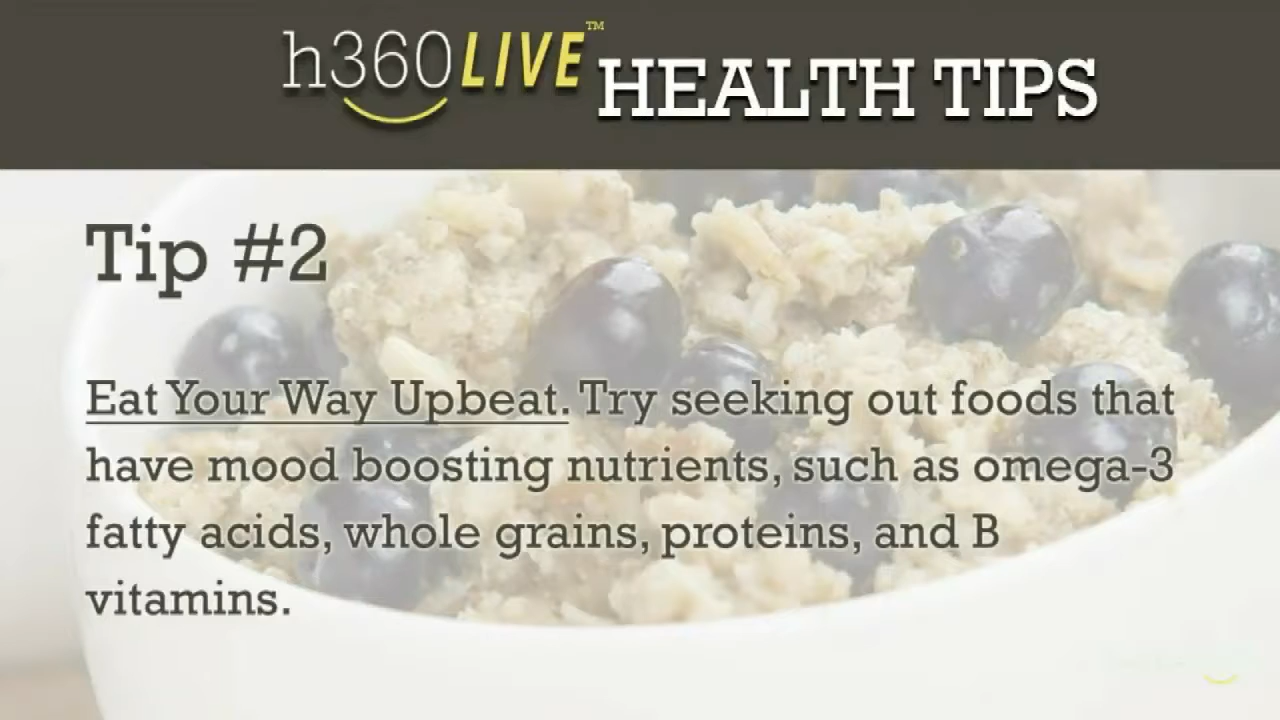 h360LIVE™ HEALTH TIPS
Tip #2
Eat Your Way Upbeat. Try seeking out foods that
have mood boosting nutrients, such as omega-3
fatty acids, whole grains, proteins, and B
vitamins.